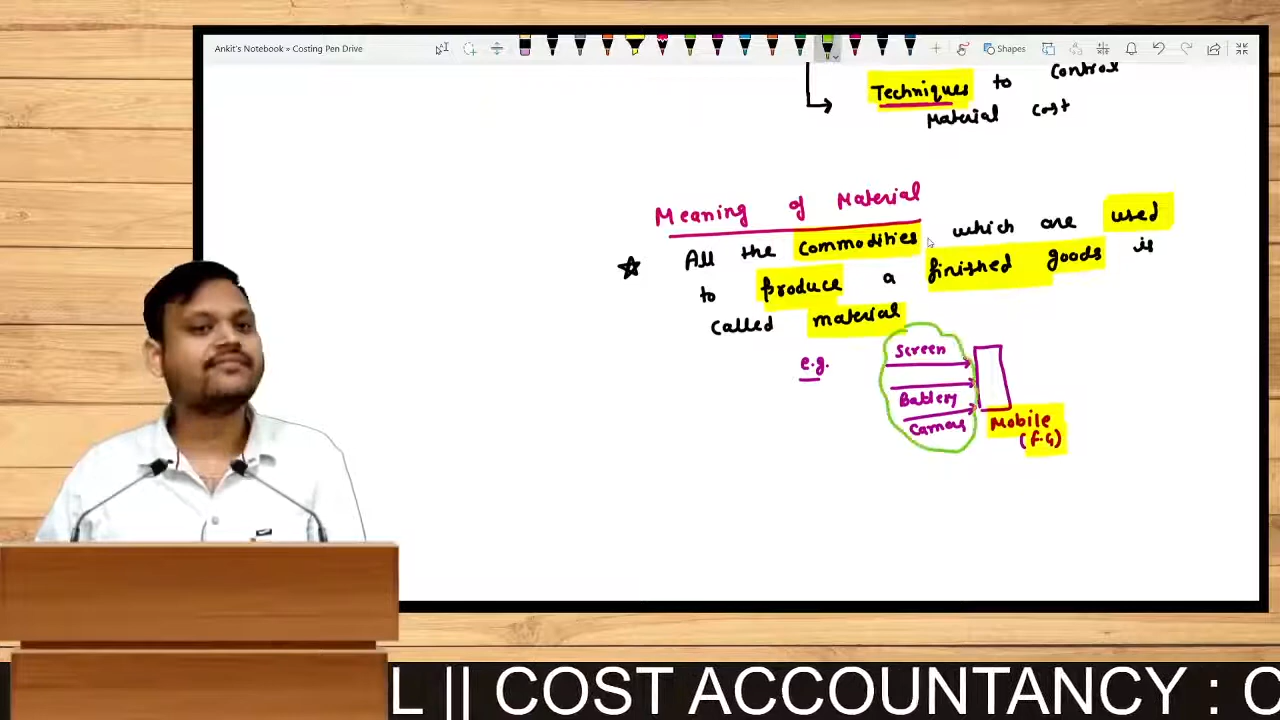 Ankit's Notebook » Costing Pen Drive
Shapes
Techniques to Control
Material Cost
Meaning of Material
All the Commodities which are used
to produce a finished goods is
called material
e.g.
Screen
Battery
Mobile
(F.G)
L || COST ACCOUNTANCY : C